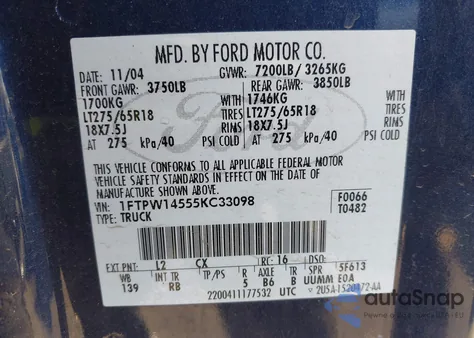 MFD. BY FORD MOTOR CO.
DATE: 11/04 GVWR: 7200LB/ 3265KG
FRONT GAWR: 3750LB REAR GAWR: 3850LB
1700KG WITH 1746KG WITH
LT275/65R18 TIRES LT275/65R18 TIRES
18X7.5J RIMS 18X7.5J RIMS
AT 275 kPa/40 PSI COLD AT 275 kPa/40 PSI COLD
THIS VEHICLE CONFORMS TO ALL APPLICABLE FEDERAL MOTOR
VEHICLE SAFETY STANDARDS IN EFFECT ON THE DATE OF
MANUFACTURE SHOWN ABOVE.
VIN: 1FTPW14555KC33098 F0066
TYPE: TRUCK T0482
Ford
EXT PNT: L2 CX RC: 16 DSO:
WB INT TR TP/PS R AXLE TR SPR 5F613
139 RB 5 B6 B UUMM E0A
2200411177532 UTC
autoSnap